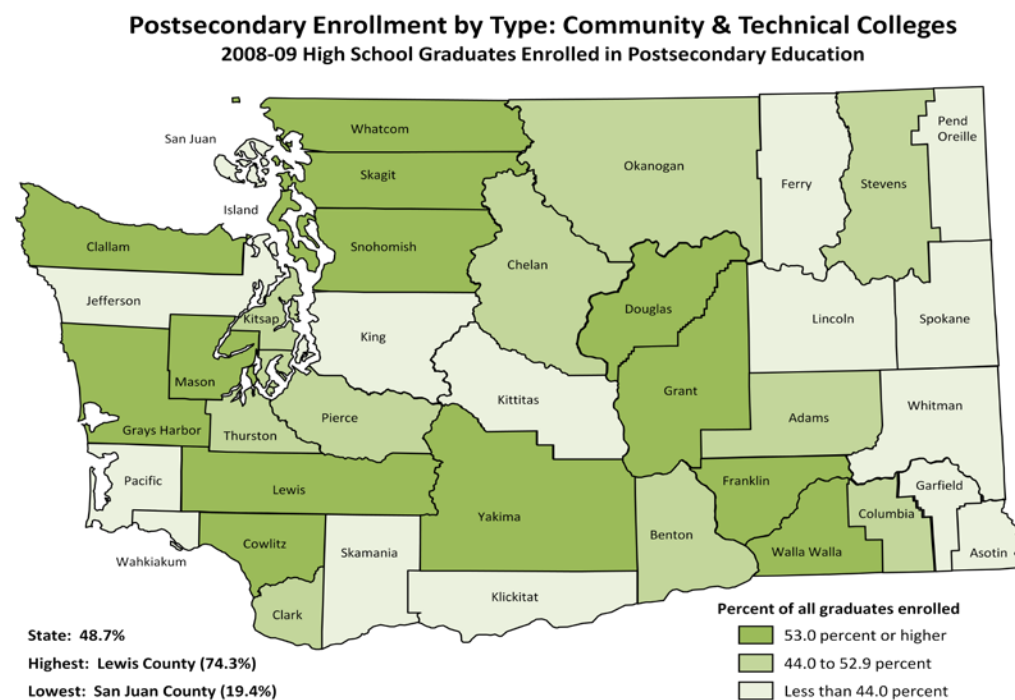 Postsecondary Enrollment by Type: Community & Technical Colleges
2008-09 High School Graduates Enrolled in Postsecondary Education
San Juan
Whatcom
Pend
Oreille
Okanogan
Skagit
Ferry
Stevens
Island
Clallam
Snohomish
Chelan
Jefferson
Douglas
Kitsap
Lincoln
Spokane
King
Mason
Grant
Kittitas
Whitman
Pierce
Adams
Grays Harbor
Thurston
Pacific
Franklin
Garfield
Lewis
Columbia
Yakima
Benton
Cowlitz
Skamania
Walla Walla
Asotin
Wahkiakum
Klickitat
Clark
Percent of all graduates enrolled
State: 48.7%
53.0 percent or higher
Highest: Lewis County (74.3%)
44.0 to 52.9 percent
Lowest: San Juan County (19.4%)
Less than 44.0 percent